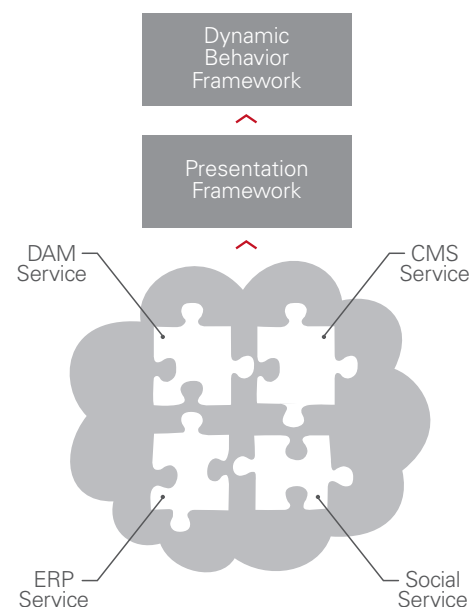 Dynamic
Behavior
Framework
Presentation
Framework
DAM
Service
CMS
Service
ERP
Service
Social
Service